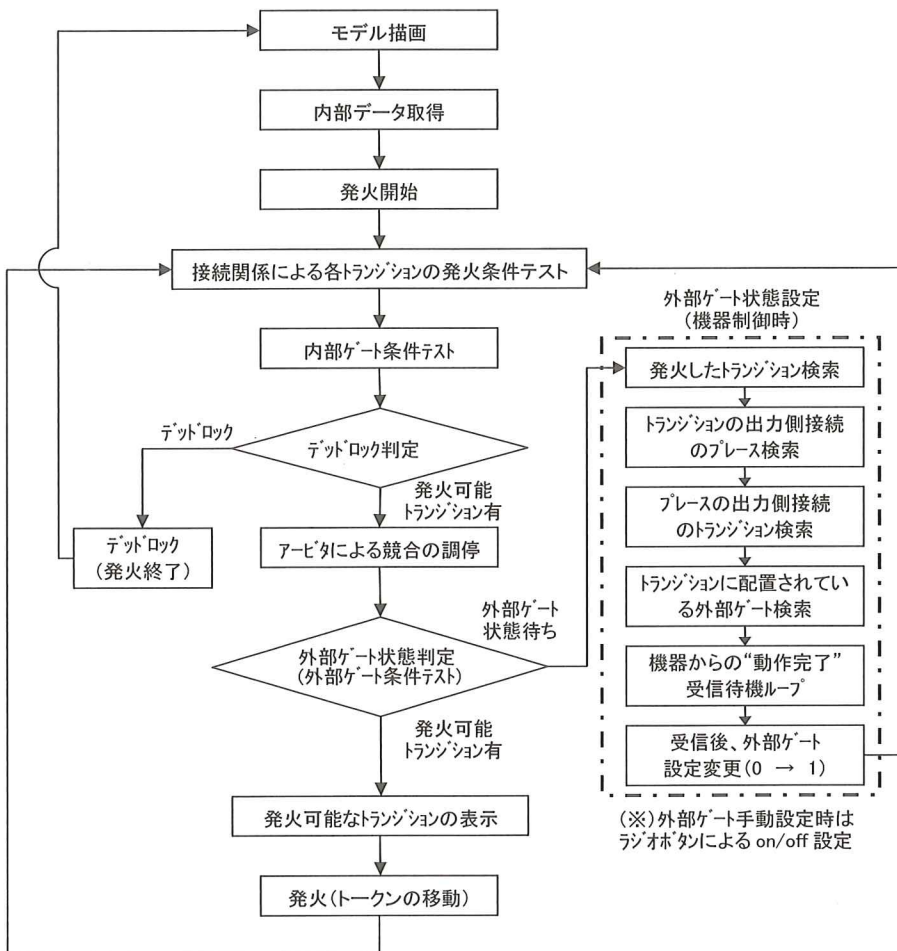 モデル描画
内部データ取得
発火開始
接続関係による各トランジションの発火条件テスト
内部ゲート条件テスト
デッドロック
デッドロック判定
発火可能
トランジション有
デッドロック
(発火終了)
アービタによる競合の調停
外部ゲート
状態待ち
外部ゲート状態判定
(外部ゲート条件テスト)
発火可能
トランジション有
発火可能なトランジションの表示
発火(トークンの移動)
外部ゲート状態設定
(機器制御時)
発火したトランジション検索
トランジションの出力側接続
のプレース検索
プレースの出力側接続
のトランジション検索
トランジションに配置されてい
る外部ゲート検索
機器からの“動作完了”
受信待機ループ
受信後、外部ゲート
設定変更(0 → 1)
(※)外部ゲート手動設定時は
ラジオボタンによる on/off 設定